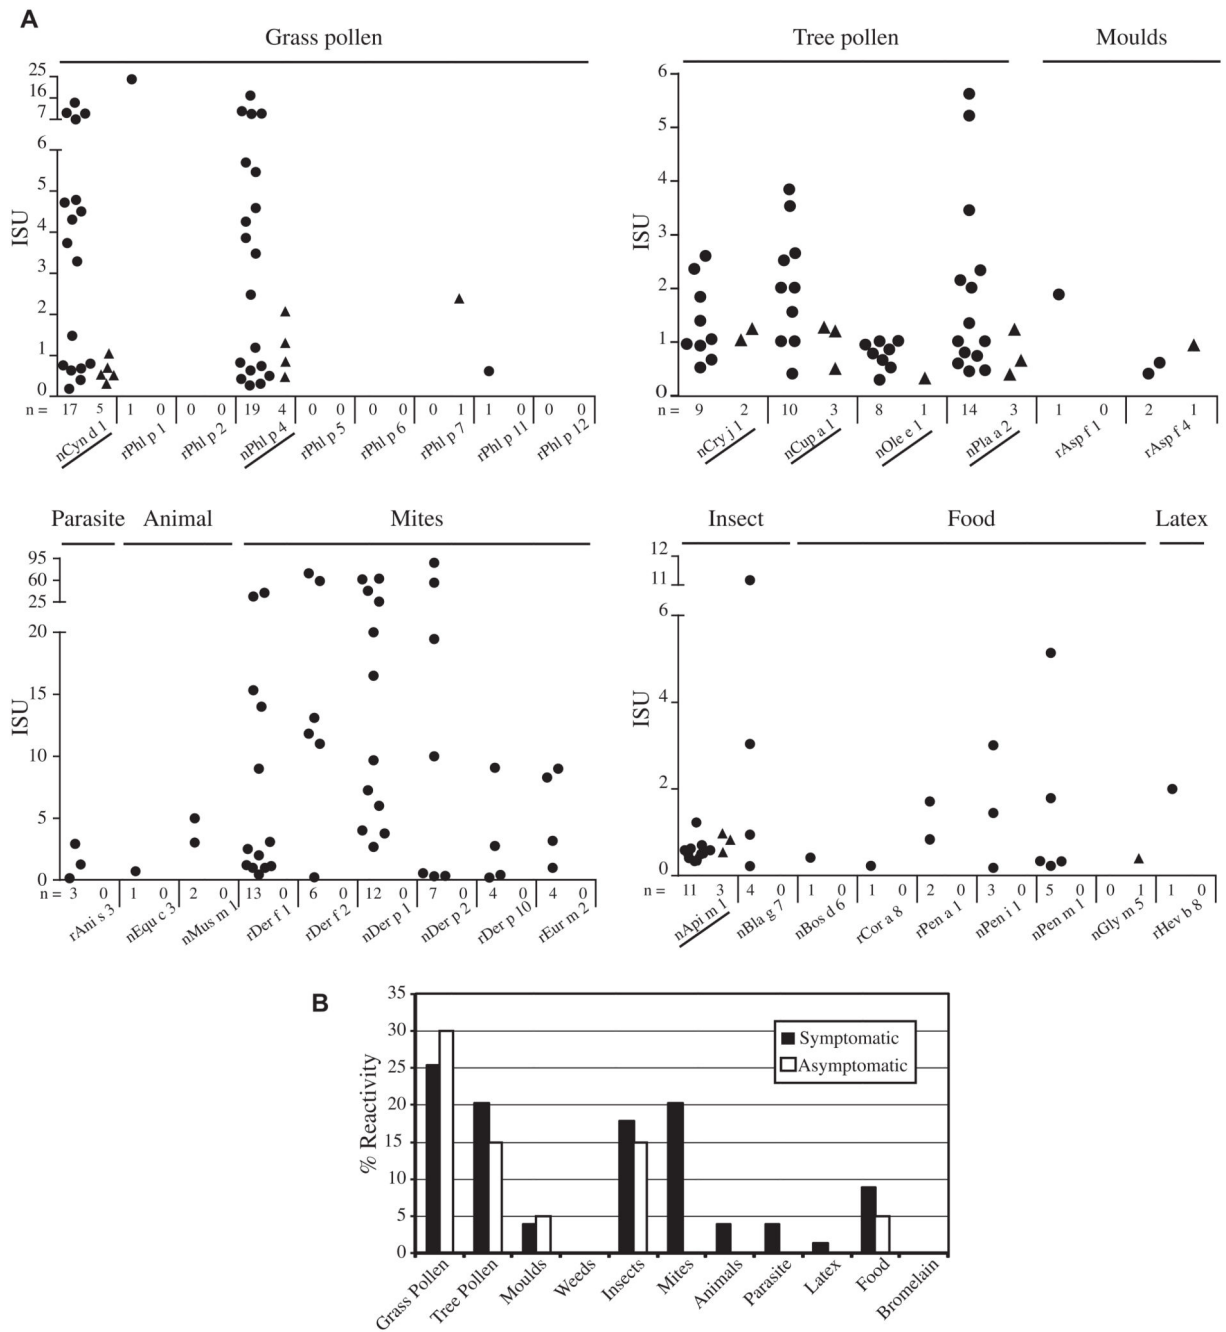 A
Grass pollen
25
16
7
6
5
4
3
2
1
0
ISU
n = 17 5 1 0 0 0 19 4 0 0 0 0 0 1 1 0 0 0
nCyn d 1 rPhl p 1 rPhl p 2 nPhl p 4 rPhl p 5 rPhl p 6 rPhl p 7 rPhl p 11 rPhl p 12
Tree pollen Moulds
6
5
4
3
2
1
0
ISU
n = 9 2 10 3 8 1 14 3 1 0 2 1
nCry j 1 nCup a 1 nOle e 1 nPla a 2 rAsp f 1 rAsp f 4
Parasite Animal Mites
95
60
25
20
15
10
5
0
ISU
n = 3 0 1 0 2 0 13 0 6 0 12 0 7 0 4 0 4 0
rAni s 3 nEqu c 3 nMus m 1 rDer f 1 rDer f 2 nDer p 1 nDer p 2 rDer p 10 rEur m 2
Insect Food Latex
12
11
6
4
2
0
ISU
n = 11 3 4 0 1 0 1 0 2 0 3 0 5 0 0 1 1 0
nApi m 1 nBla g 7 nBos d 6 rCor a 8 rPen a 1 nPen i 1 nPen m 1 nGly m 5 rHev b 8
B
35
30
25
20
15
10
5
0
% Reactivity
Symptomatic
Asymptomatic
Grass Pollen Tree Pollen Moulds Weeds Insects Mites Animals Parasite Latex Food Bromelain